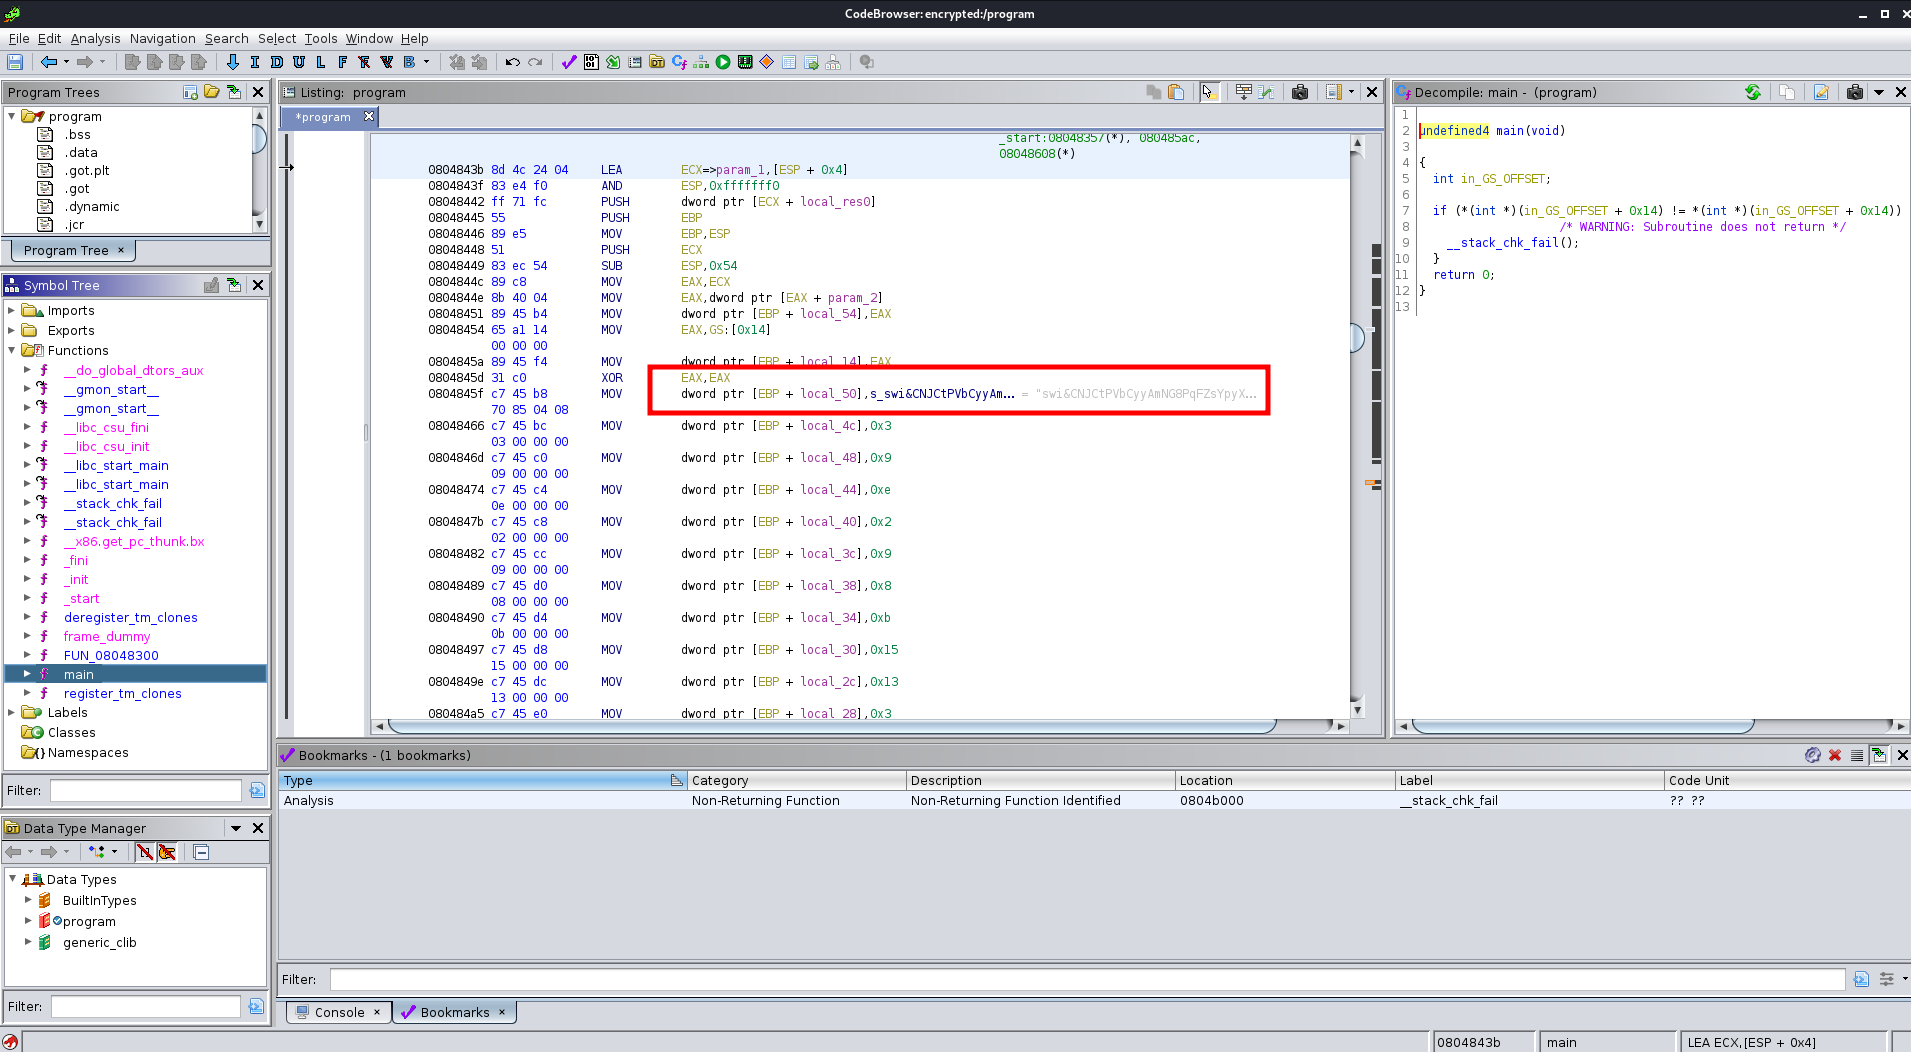 CodeBrowser: encrypted:/program
File Edit Analysis Navigation Search Select Tools Window Help
I D U L F B
Program Trees
program
.bss
.data
.got.plt
.got
.dynamic
.jcr
Program Tree ×
Symbol Tree
Imports
Exports
Functions
__do_global_dtors_aux
__gmon_start__
__gmon_start__
__libc_csu_fini
__libc_csu_init
__libc_start_main
__libc_start_main
__stack_chk_fail
__stack_chk_fail
__x86.get_pc_thunk.bx
_fini
_init
_start
deregister_tm_clones
frame_dummy
FUN_08048300
main
register_tm_clones
Labels
Classes
Namespaces
Filter:
Data Type Manager
Data Types
BuiltInTypes
program
generic_clib
Filter:
Listing: program
*program
_start:08048357(*), 080485ac,
08048608(*)
0804843b 8d 4c 24 04 LEA ECX=>param_1,[ESP + 0x4]
0804843f 83 e4 f0 AND ESP,0xfffffff0
08048442 ff 71 fc PUSH dword ptr [ECX + local_res0]
08048445 55 PUSH EBP
08048446 89 e5 MOV EBP,ESP
08048448 51 PUSH ECX
08048449 83 ec 54 SUB ESP,0x54
0804844c 89 c8 MOV EAX,ECX
0804844e 8b 40 04 MOV EAX,dword ptr [EAX + param_2]
08048451 89 45 b4 MOV dword ptr [EBP + local_54],EAX
08048454 65 a1 14 MOV EAX,GS:[0x14]
00 00 00
0804845a 89 45 f4 MOV dword ptr [EBP + local_14],EAX
0804845d 31 c0 XOR EAX,EAX
0804845f c7 45 b8 MOV dword ptr [EBP + local_50],s_swi&CNJCtPVbCyyAm... = "swi&CNJCtPVbCyyAmNG8PqFZsYpyX...
70 85 04 08
08048466 c7 45 bc MOV dword ptr [EBP + local_4c],0x3
03 00 00 00
0804846d c7 45 c0 MOV dword ptr [EBP + local_48],0x9
09 00 00 00
08048474 c7 45 c4 MOV dword ptr [EBP + local_44],0xe
0e 00 00 00
0804847b c7 45 c8 MOV dword ptr [EBP + local_40],0x2
02 00 00 00
08048482 c7 45 cc MOV dword ptr [EBP + local_3c],0x9
09 00 00 00
08048489 c7 45 d0 MOV dword ptr [EBP + local_38],0x8
08 00 00 00
08048490 c7 45 d4 MOV dword ptr [EBP + local_34],0xb
0b 00 00 00
08048497 c7 45 d8 MOV dword ptr [EBP + local_30],0x15
15 00 00 00
0804849e c7 45 dc MOV dword ptr [EBP + local_2c],0x13
13 00 00 00
080484a5 c7 45 e0 MOV dword ptr [EBP + local_28],0x3
Decompile: main - (program)
1
2 undefined4 main(void)
3
4 {
5 int in_GS_OFFSET;
6
7 if (*(int *)(in_GS_OFFSET + 0x14) != *(int *)(in_GS_OFFSET + 0x14))
8 /* WARNING: Subroutine does not return */
9 __stack_chk_fail();
10 }
11 return 0;
12 }
13
Bookmarks - (1 bookmarks)
Type Category Description Location Label Code Unit
Analysis Non-Returning Function Non-Returning Function Identified 0804b000 __stack_chk_fail ?? ??
Filter:
Console × Bookmarks ×
0804843b main LEA ECX,[ESP + 0x4]